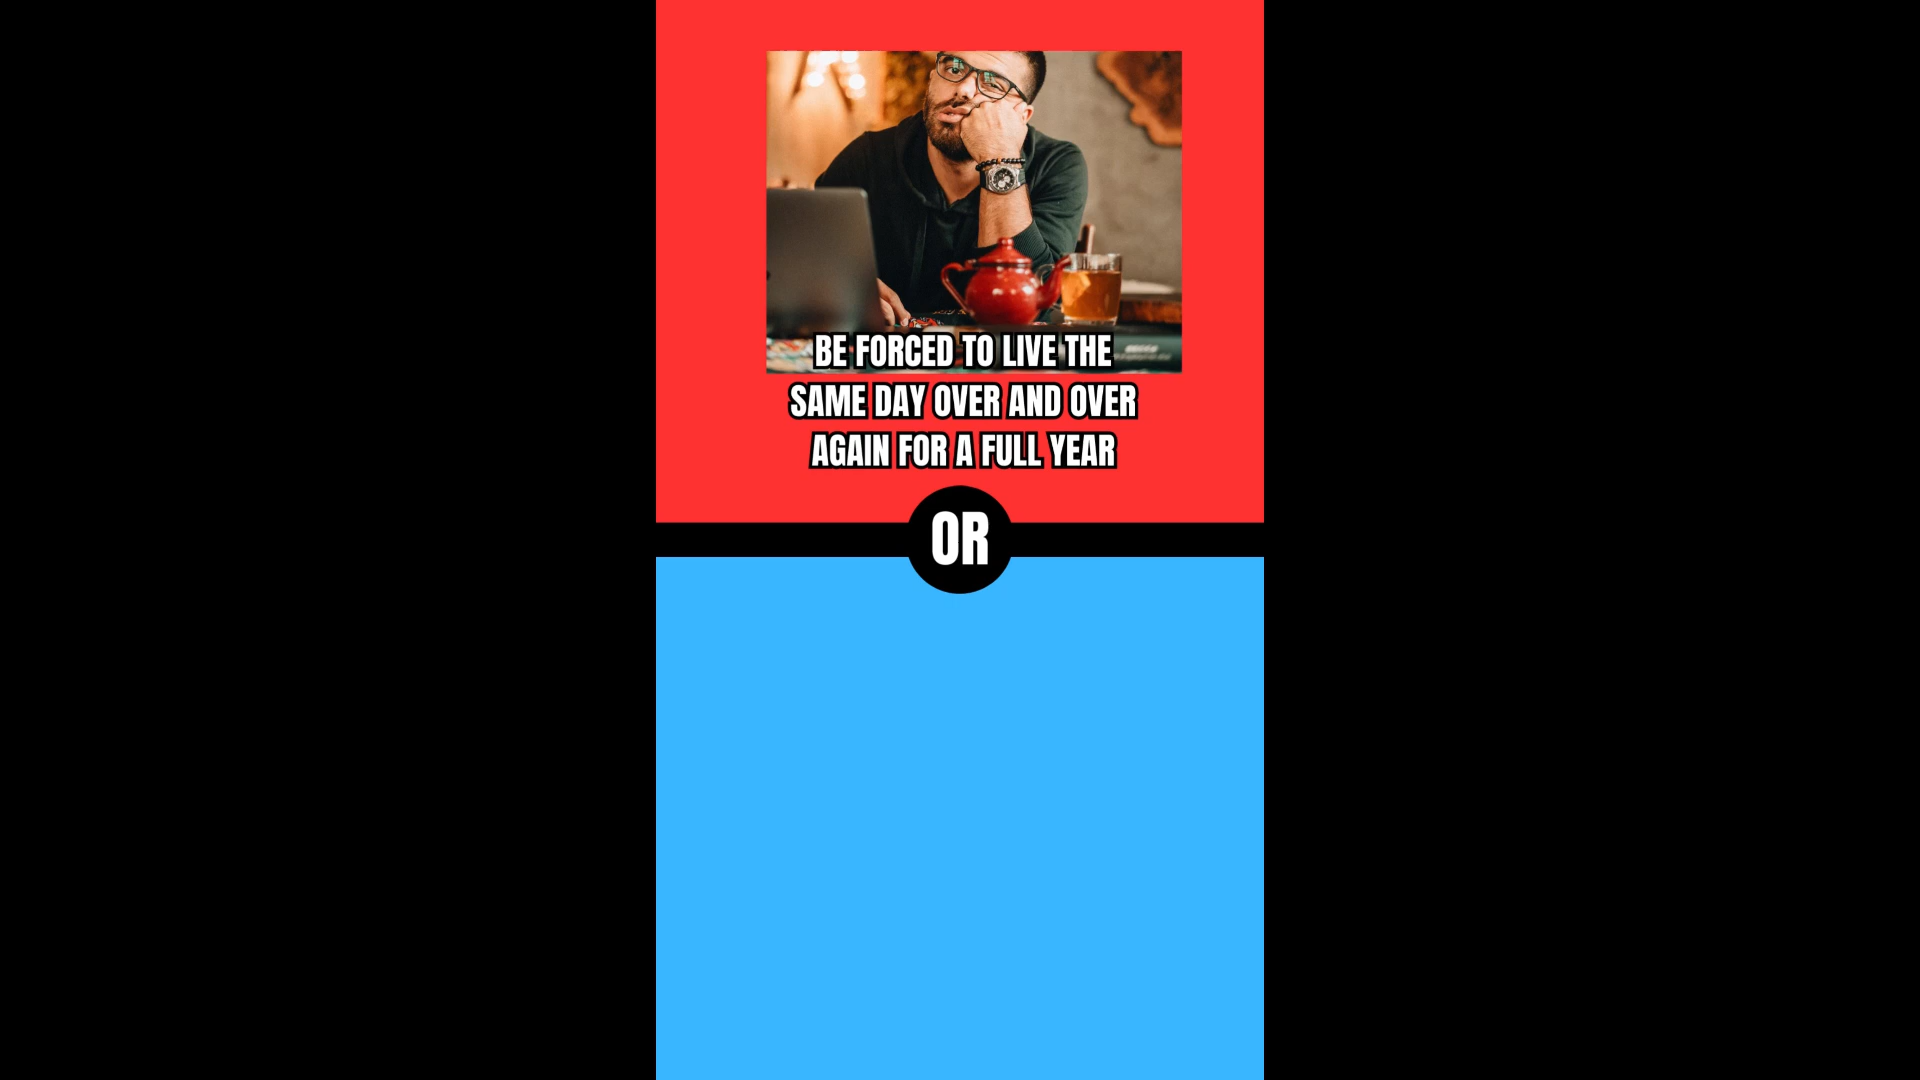 BE FORCED TO LIVE THE
SAME DAY OVER AND OVER
AGAIN FOR A FULL YEAR
OR